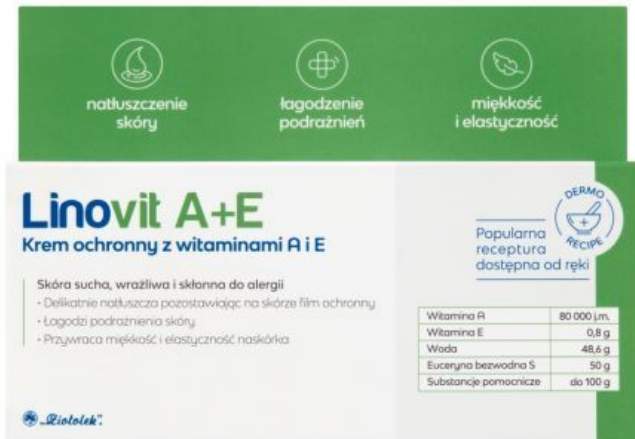 natłuszczenie
skóry
łagodzenie
podrażnień
miękkość
i elastyczność
Linovit A+E
Krem ochronny z witaminami A i E
Skóra sucha, wrażliwa i skłonna do alergii
• Delikatnie natłuszcza pozostawiając na skórze film ochronny
• Łagodzi podrażnienia skóry
• Przywraca miękkość i elastyczność naskórka
„Ziołolek”
DERMO
RECIPE
Popularna
receptura
dostępna od ręki
Witamina A 80 000 j.m.
Witamina E 0,8 g
Woda 48,6 g
Euceryna bezwodna S 50 g
Substancje pomocnicze do 100 g